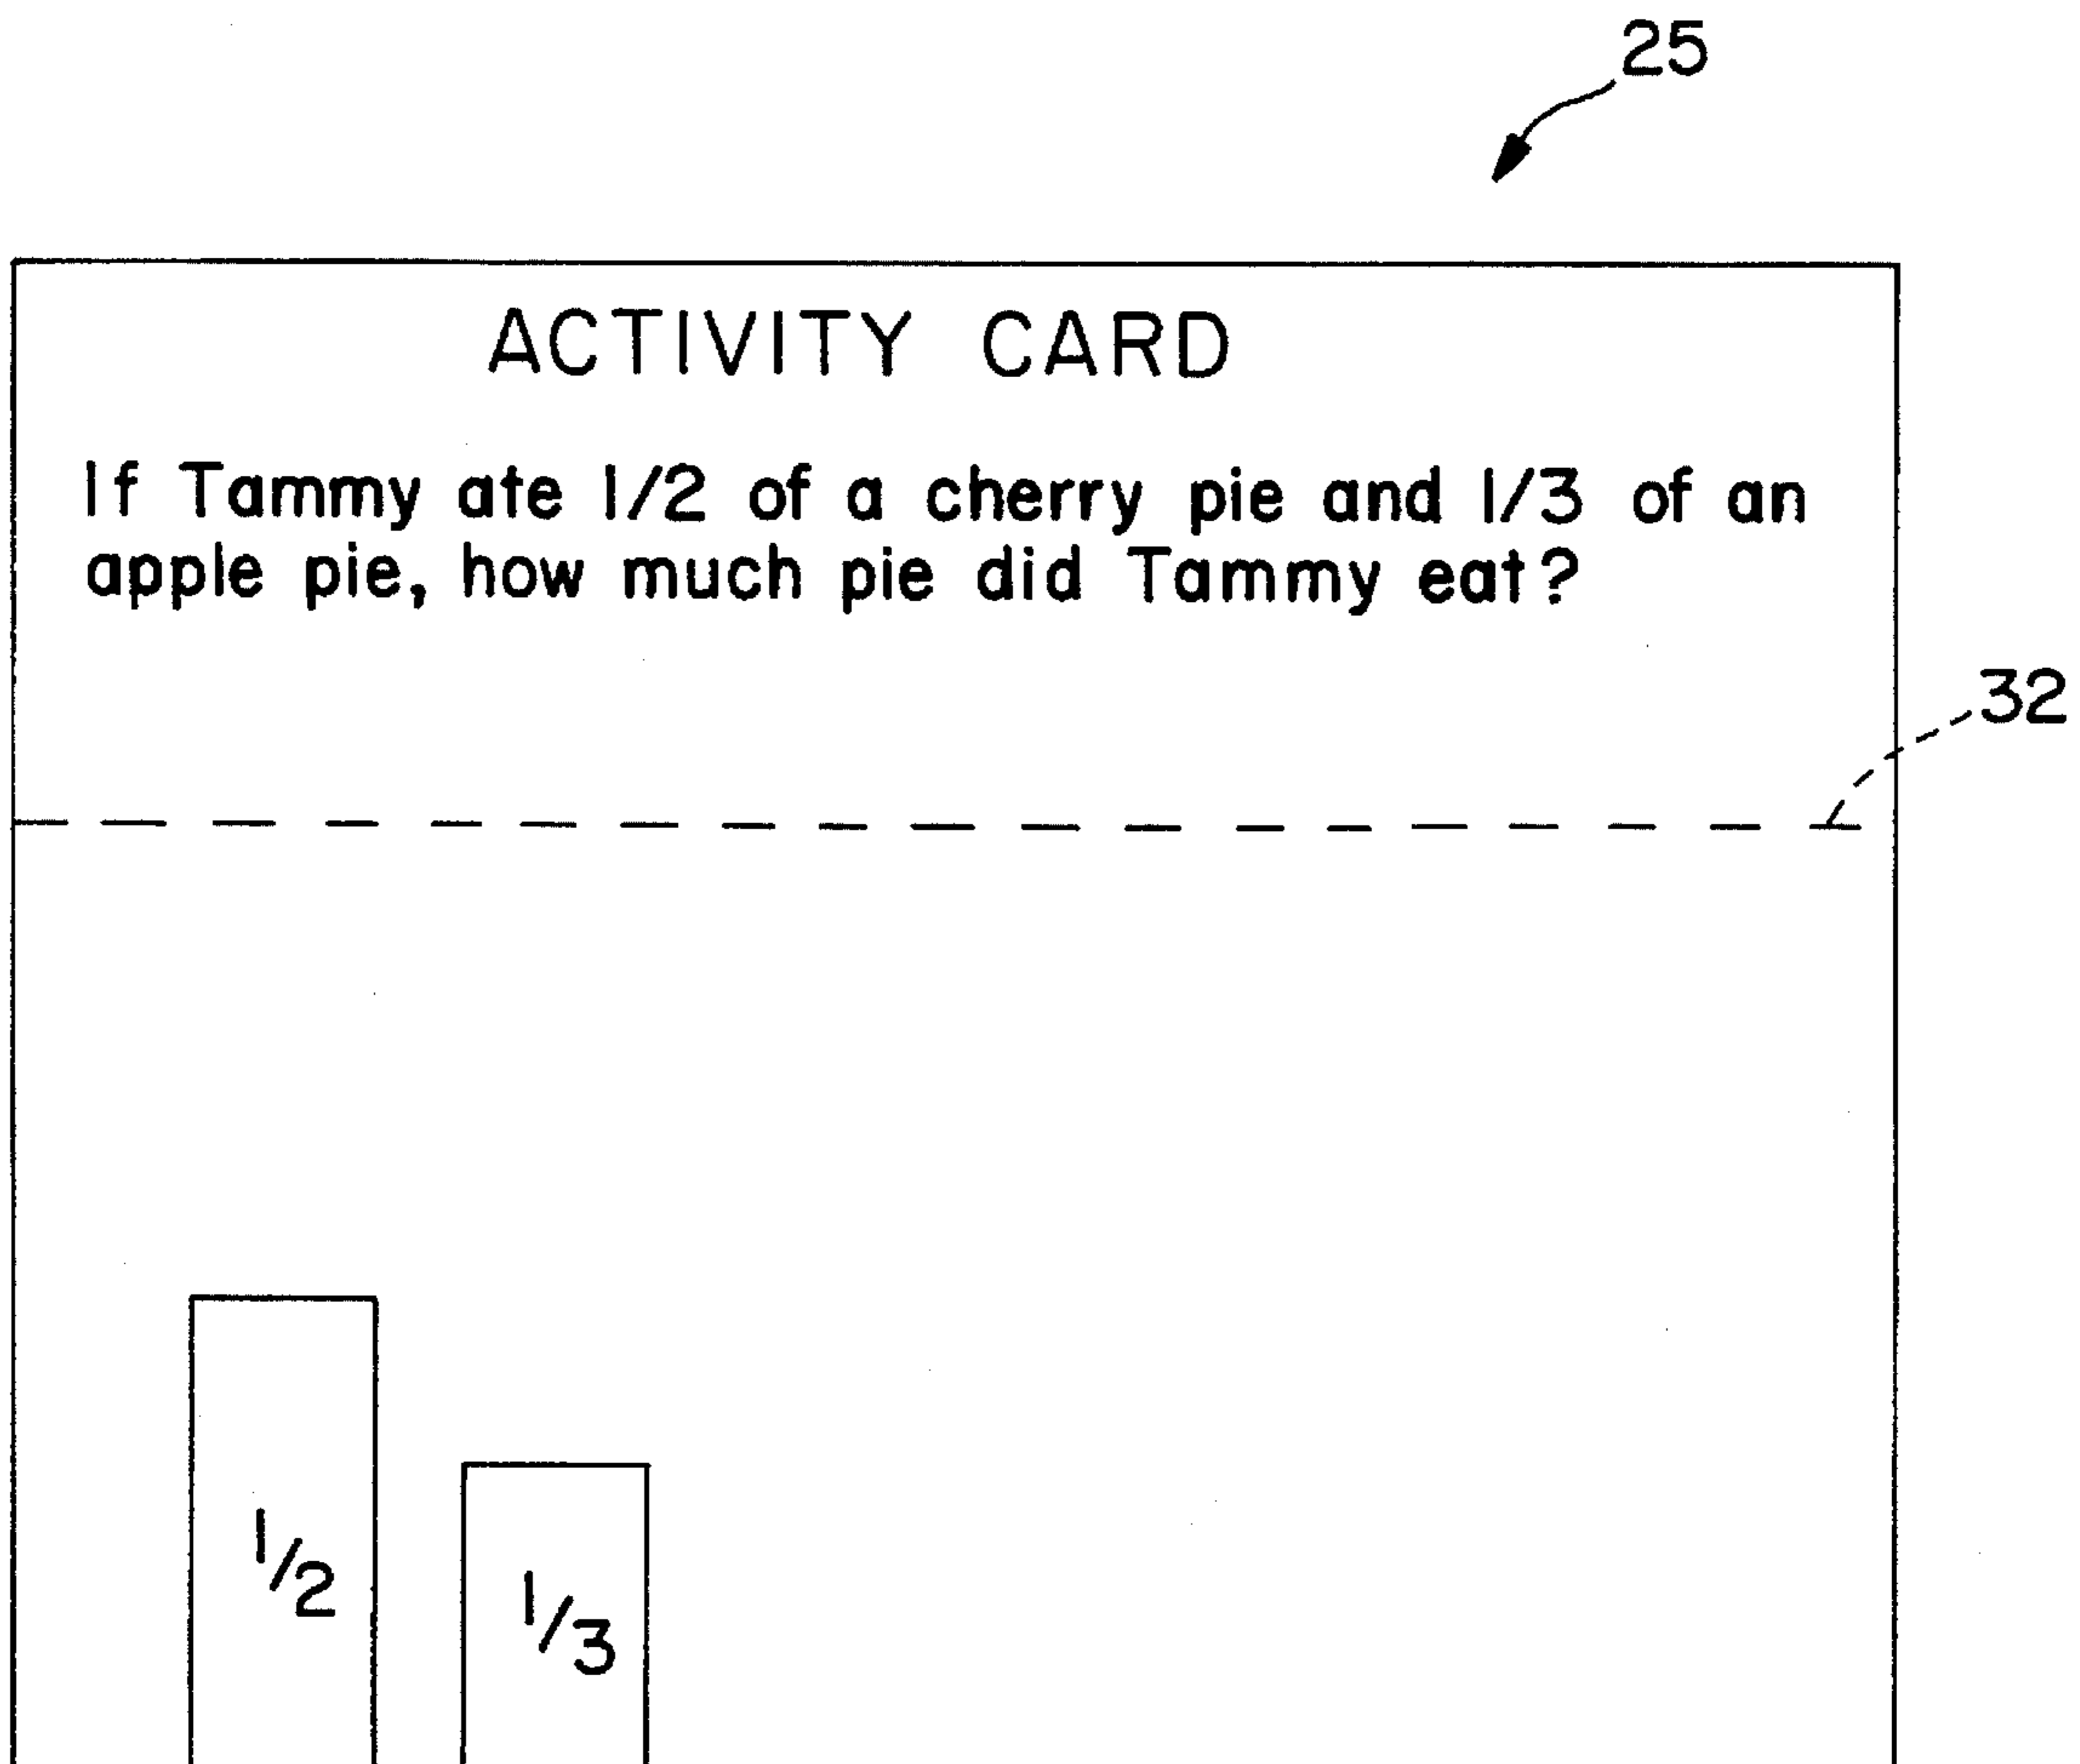 25
ACTIVITY CARD
If Tammy ate 1/2 of a cherry pie and 1/3 of an
apple pie, how much pie did Tammy eat?
32
1/2
1/3